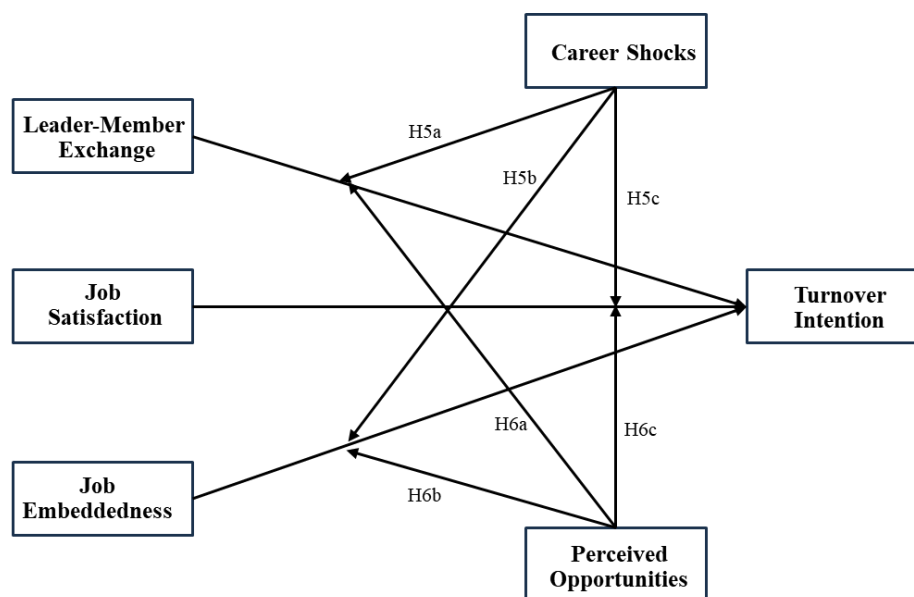 Career Shocks
Leader-Member
Exchange
H5a
H5b
H5c
Job
Satisfaction
Turnover
Intention
H6a
H6c
Job
Embeddedness
H6b
Perceived
Opportunities